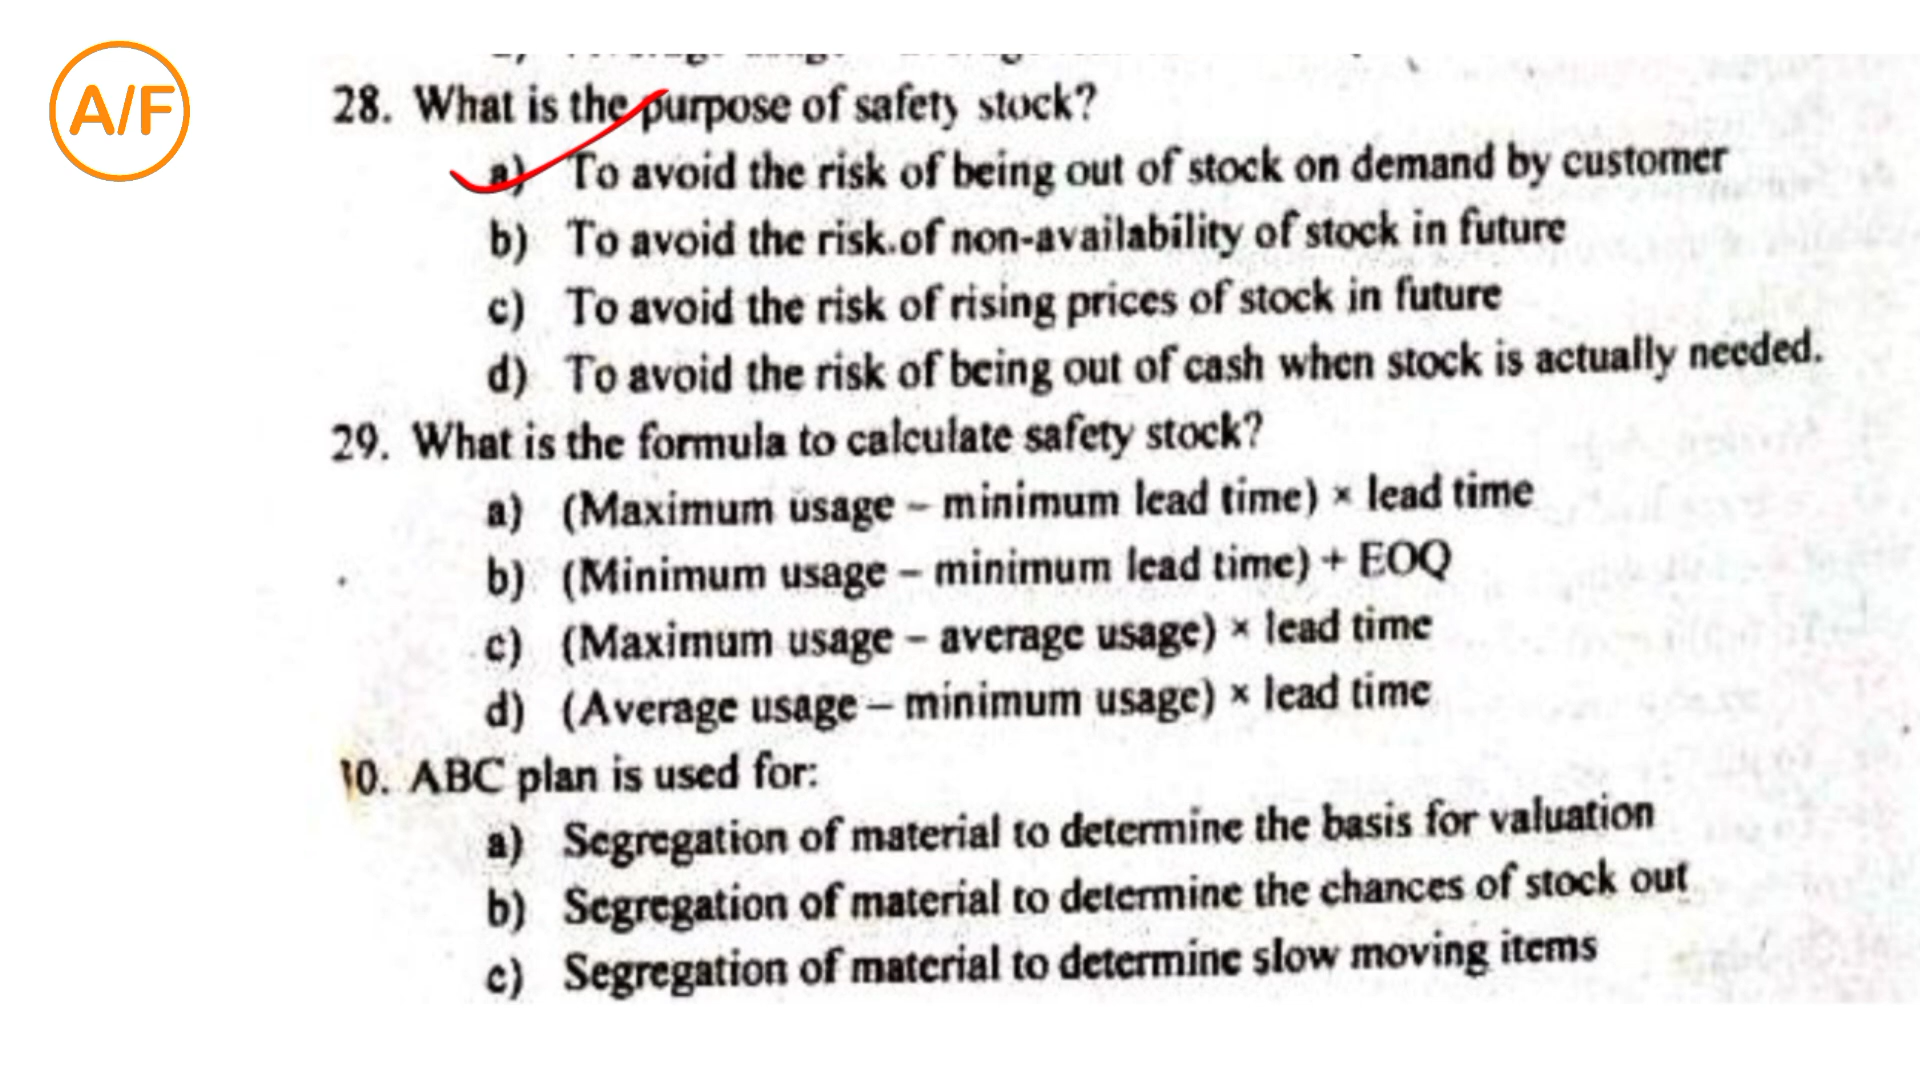 A/F
28. What is the purpose of safety stock?
a) To avoid the risk of being out of stock on demand by customer
b) To avoid the risk.of non-availability of stock in future
c) To avoid the risk of rising prices of stock in future
d) To avoid the risk of being out of cash when stock is actually needed.
29. What is the formula to calculate safety stock?
a) (Maximum usage – minimum lead time) × lead time
b) (Minimum usage – minimum lead time) + EOQ
c) (Maximum usage – average usage) × lead time
d) (Average usage – minimum usage) × lead time
10. ABC plan is used for:
a) Segregation of material to determine the basis for valuation
b) Segregation of material to determine the chances of stock out
c) Segregation of material to determine slow moving items